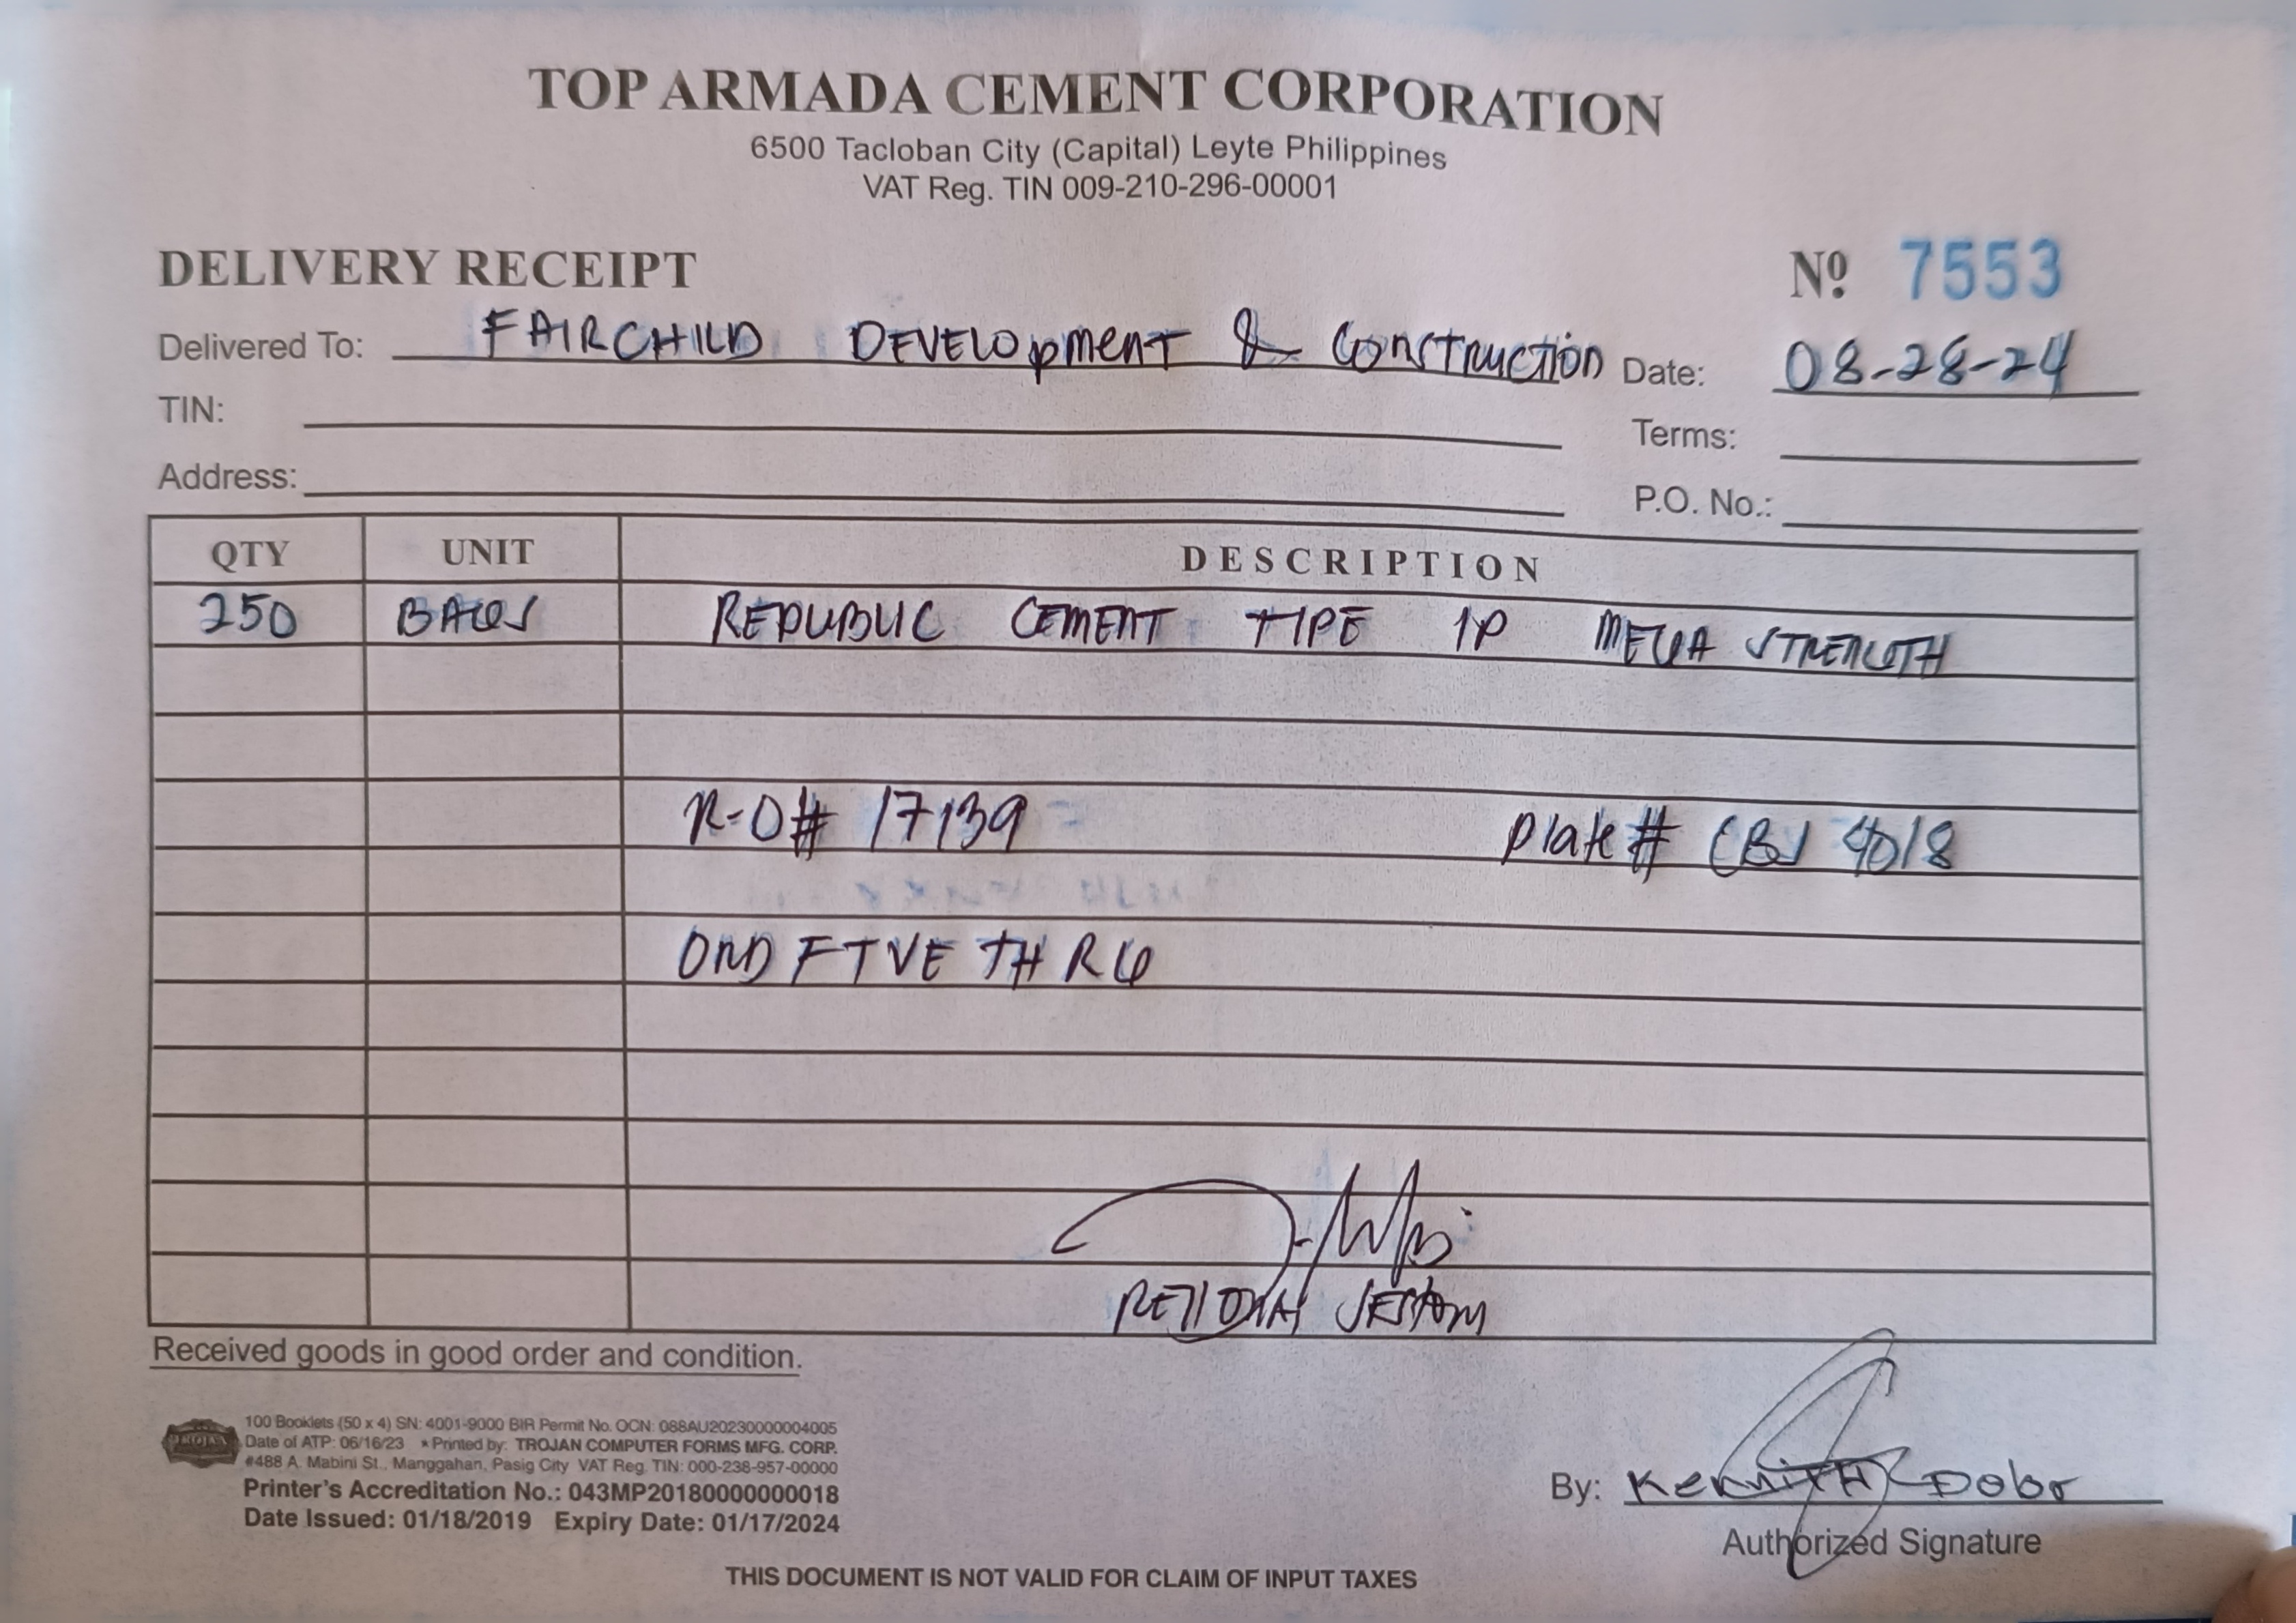 TOP ARMADA CEMENT CORPORATION
6500 Tacloban City (Capital) Leyte Philippines
VAT Reg. TIN 009-210-296-00001
DELIVERY RECEIPT
Nº 7553
Delivered To: FAIRCHILD DEVELOpmenT & ConsTrucTion Date: 08-28-24
TIN:
Terms:
Address:
P.O. No.:
QTY UNIT DESCRIPTION
250 BAGS REPUBLIC CEMENT TYPE 1P MEGA STRENGTH
R-O# 17139 Plate # CBJ 4018
FTVE TH
Received goods in good order and condition.
TROJAN
100 Booklets (50 x 4) SN: 4001-9000 BIR Permit No. OCN: 088AU20230000004005
Date of ATP: 06/16/23 ★Printed by: TROJAN COMPUTER FORMS MFG. CORP.
#488 A. Mabini St., Manggahan, Pasig City VAT Reg. TIN: 000-238-957-00000
Printer's Accreditation No.: 043MP20180000000018
Date Issued: 01/18/2019 Expiry Date: 01/17/2024
By: KennitH Dobr
Authorized Signature
THIS DOCUMENT IS NOT VALID FOR CLAIM OF INPUT TAXES